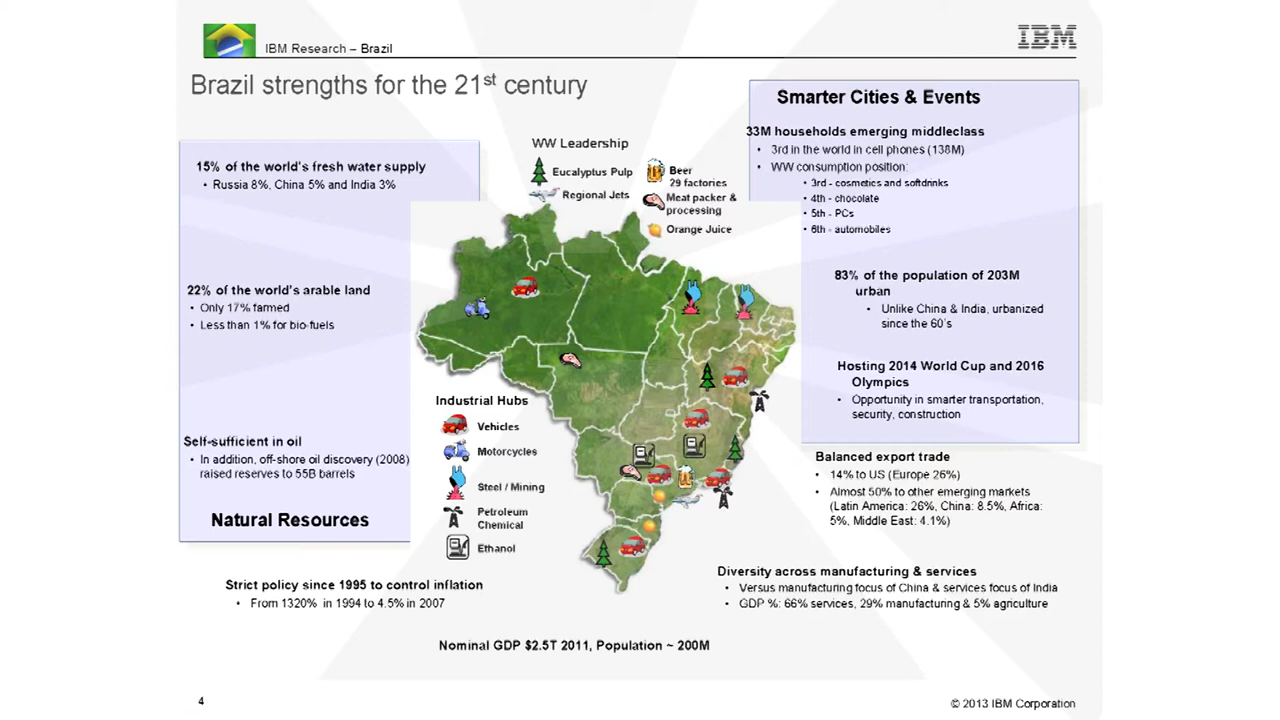 IBM Research – Brazil
IBM
Brazil strengths for the 21st century
15% of the world's fresh water supply
• Russia 8%, China 5% and India 3%
22% of the world's arable land
• Only 17% farmed
• Less than 1% for bio-fuels
Self-sufficient in oil
• In addition, off-shore oil discovery (2008)
raised reserves to 55B barrels
Natural Resources
WW Leadership
Eucalyptus Pulp
Regional Jets
Beer
29 factories
Meat packer &
processing
Orange Juice
Industrial Hubs
Vehicles
Motorcycles
Steel / Mining
Petroleum
Chemical
Ethanol
Smarter Cities & Events
33M households emerging middleclass
• 3rd in the world in cell phones (138M)
• WW consumption position:
• 3rd - cosmetics and softdrinks
• 4th - chocolate
• 5th - PCs
• 6th - automobiles
83% of the population of 203M
urban
• Unlike China & India, urbanized
since the 60's
Hosting 2014 World Cup and 2016
Olympics
• Opportunity in smarter transportation,
security, construction
Balanced export trade
• 14% to US (Europe 26%)
• Almost 50% to other emerging markets
(Latin America: 26%, China: 8.5%, Africa:
5%, Middle East: 4.1%)
Strict policy since 1995 to control inflation
• From 1320% in 1994 to 4.5% in 2007
Diversity across manufacturing & services
• Versus manufacturing focus of China & services focus of India
• GDP %: 66% services, 29% manufacturing & 5% agriculture
Nominal GDP $2.5T 2011, Population ~ 200M
4
© 2013 IBM Corporation